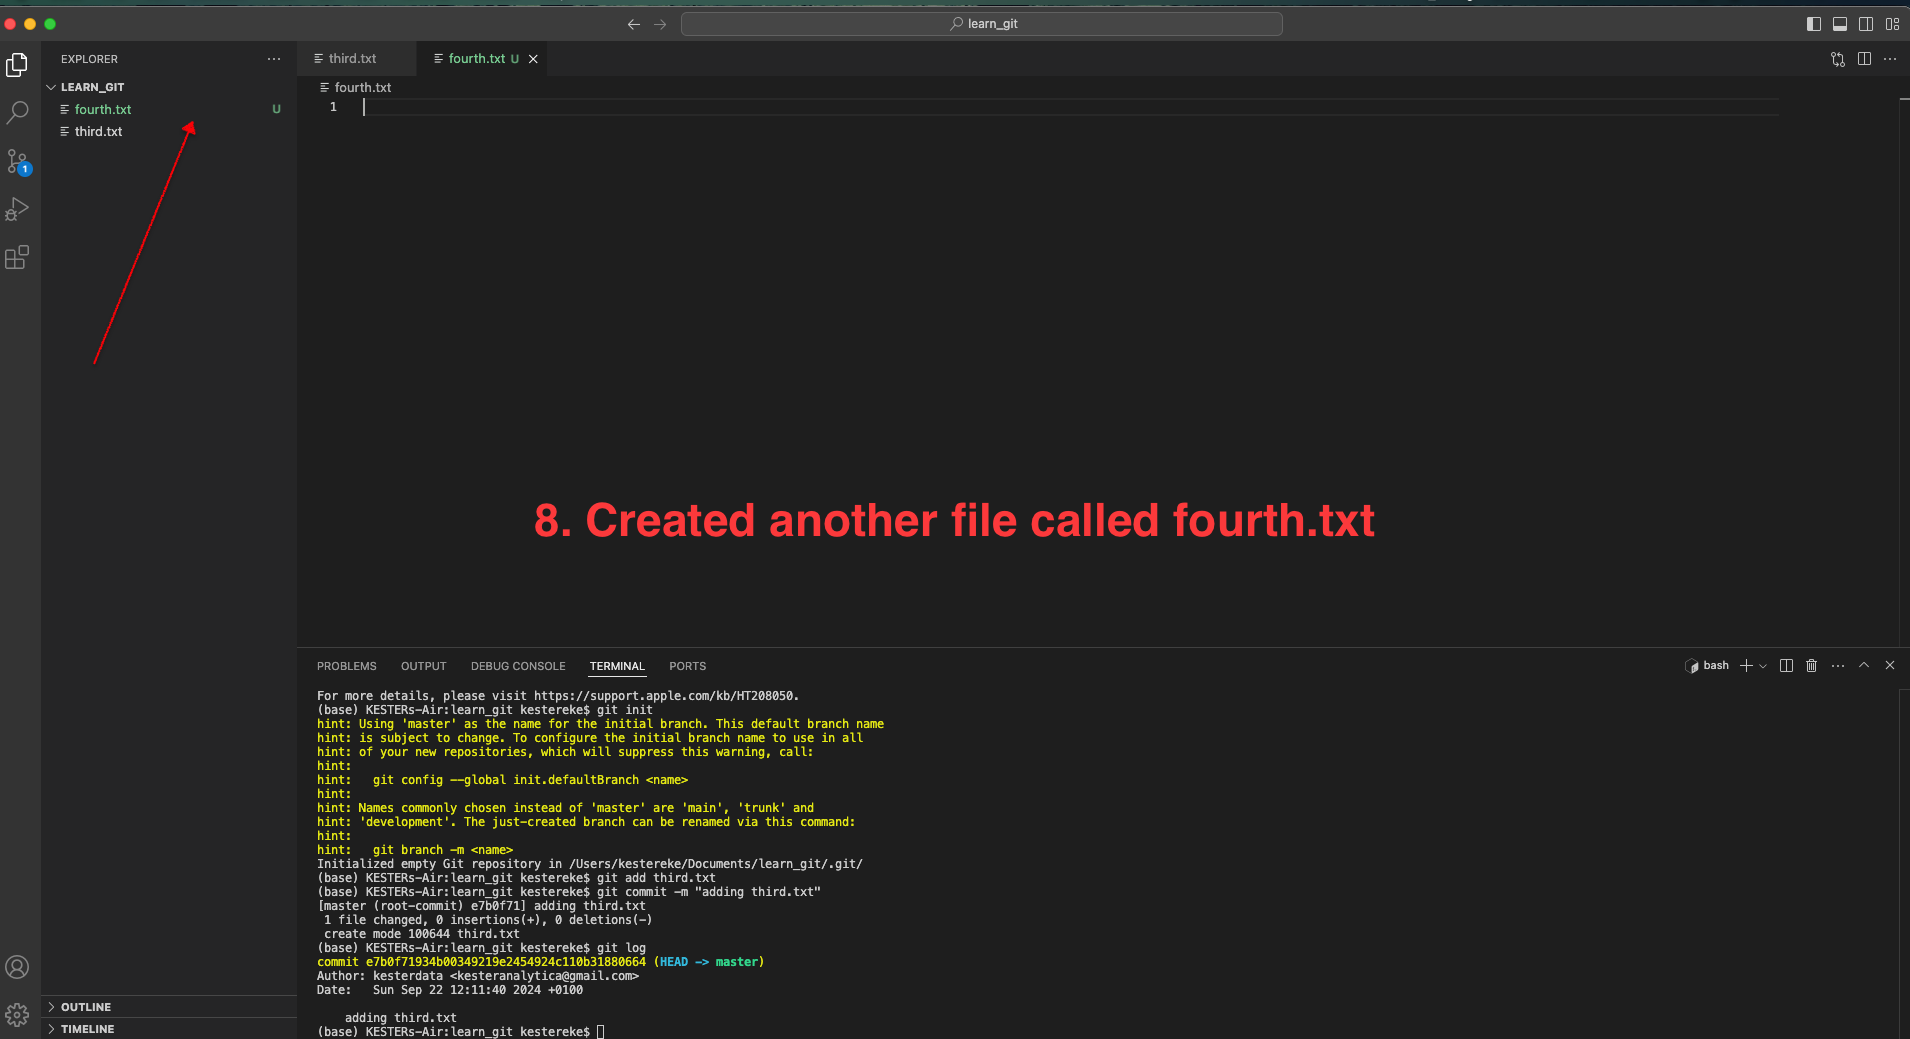 learn_git
EXPLORER
LEARN_GIT
fourth.txt U
third.txt
1
third.txt
fourth.txt U
fourth.txt
1
8. Created another file called fourth.txt
PROBLEMS OUTPUT DEBUG CONSOLE TERMINAL PORTS
bash
For more details, please visit https://support.apple.com/kb/HT208050.
(base) KESTERs-Air:learn_git kestereke$ git init
hint: Using 'master' as the name for the initial branch. This default branch name
hint: is subject to change. To configure the initial branch name to use in all
hint: of your new repositories, which will suppress this warning, call:
hint:
hint:   git config --global init.defaultBranch <name>
hint:
hint: Names commonly chosen instead of 'master' are 'main', 'trunk' and
hint: 'development'. The just-created branch can be renamed via this command:
hint:
hint:   git branch -m <name>
Initialized empty Git repository in /Users/kestereke/Documents/learn_git/.git/
(base) KESTERs-Air:learn_git kestereke$ git add third.txt
(base) KESTERs-Air:learn_git kestereke$ git commit -m "adding third.txt"
[master (root-commit) e7b0f71] adding third.txt
 1 file changed, 0 insertions(+), 0 deletions(-)
 create mode 100644 third.txt
(base) KESTERs-Air:learn_git kestereke$ git log
commit e7b0f71934b00349219e2454924c110b31880664 (HEAD -> master)
Author: kesterdata <kesteranalytica@gmail.com>
Date:   Sun Sep 22 12:11:40 2024 +0100
    adding third.txt
(base) KESTERs-Air:learn_git kestereke$
OUTLINE
TIMELINE